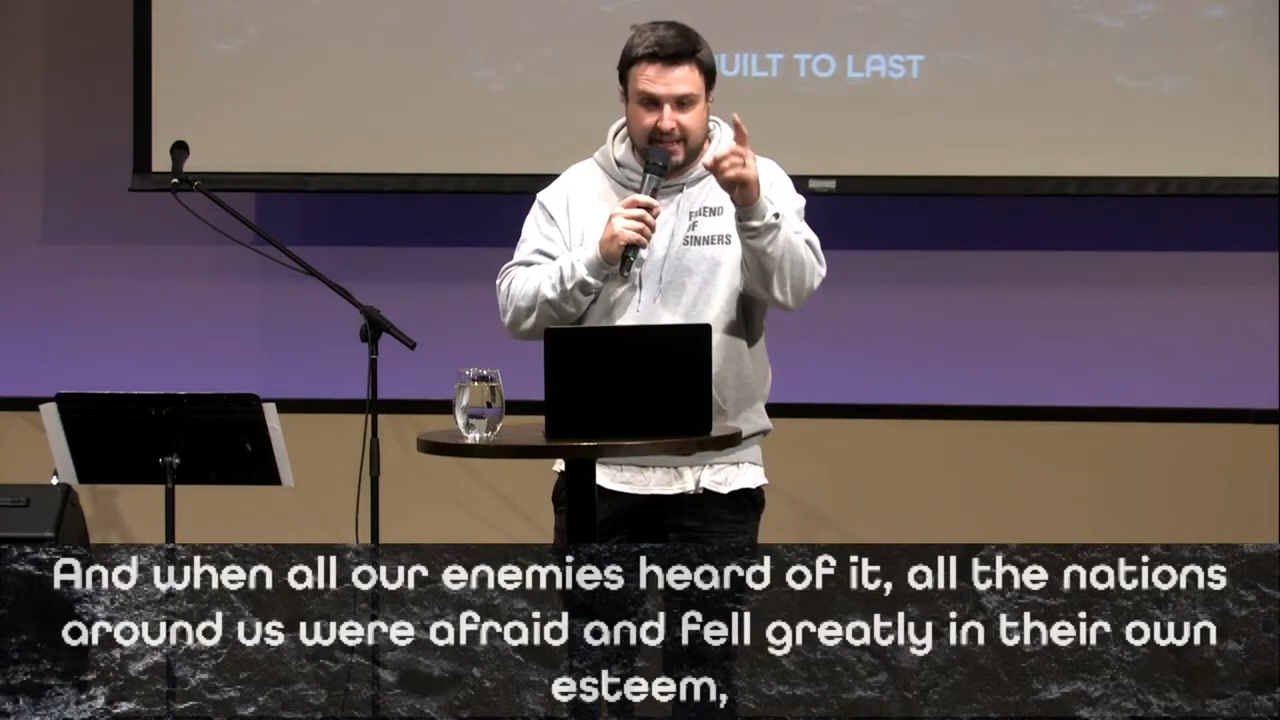 UILT TO LAST
FRIEND
OF
SINNERS
And when all our enemies heard of it, all the nations
around us were afraid and fell greatly in their own
esteem,